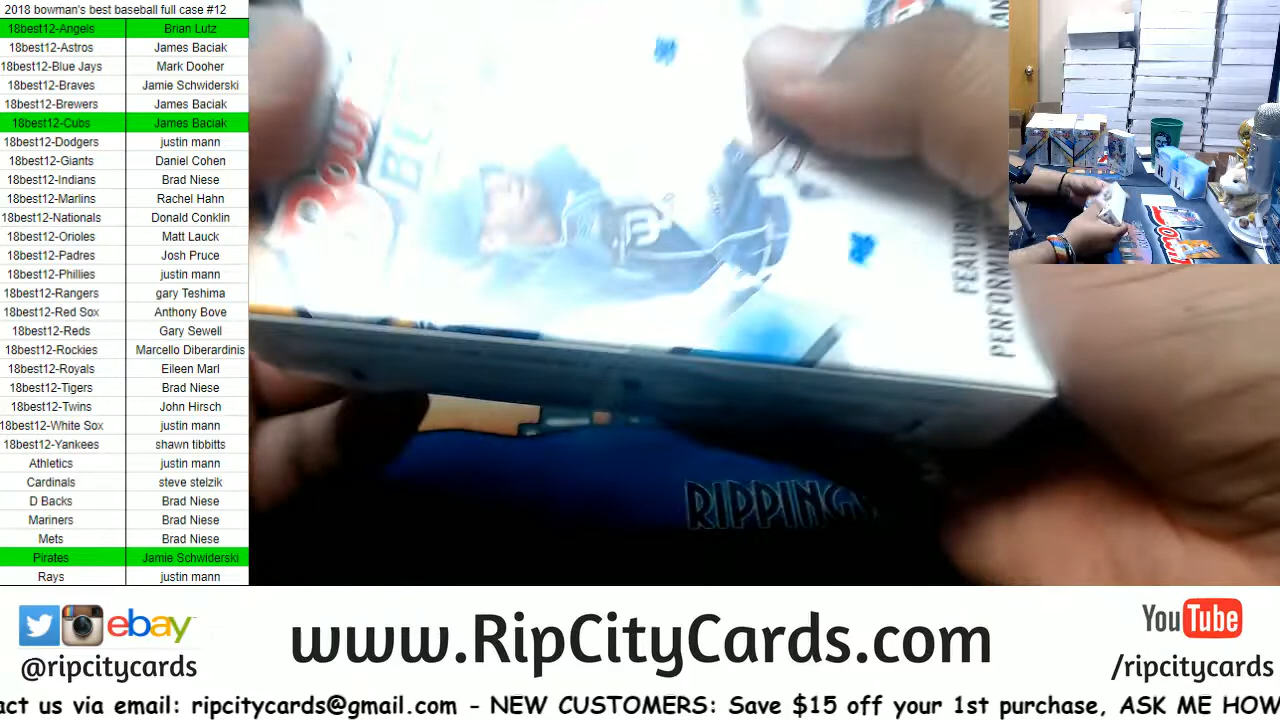 2018 bowman's best baseball full case #12
18best12-Angels Brian Lutz
18best12-Astros James Baciak
18best12-Blue Jays Mark Dooher
18best12-Braves Jamie Schwiderski
18best12-Brewers James Baciak
18best12-Cubs James Baciak
18best12-Dodgers justin mann
18best12-Giants Daniel Cohen
18best12-Indians Brad Niese
18best12-Marlins Rachel Hahn
18best12-Nationals Donald Conklin
18best12-Orioles Matt Lauck
18best12-Padres Josh Pruce
18best12-Phillies justin mann
18best12-Rangers gary Teshima
18best12-Red Sox Anthony Bove
18best12-Reds Gary Sewell
18best12-Rockies Marcello Diberardinis
18best12-Royals Eileen Marl
18best12-Tigers Brad Niese
18best12-Twins John Hirsch
18best12-White Sox justin mann
18best12-Yankees shawn tibbitts
Athletics justin mann
Cardinals steve stelzik
D Backs Brad Niese
Mariners Brad Niese
Mets Brad Niese
Pirates Jamie Schwiderski
Rays justin mann
RIPPING
ebay
@ripcitycards
www.RipCityCards.com
YouTube
/ripcitycards
act us via email: ripcitycards@gmail.com - NEW CUSTOMERS: Save $15 off your 1st purchase, ASK ME HOW